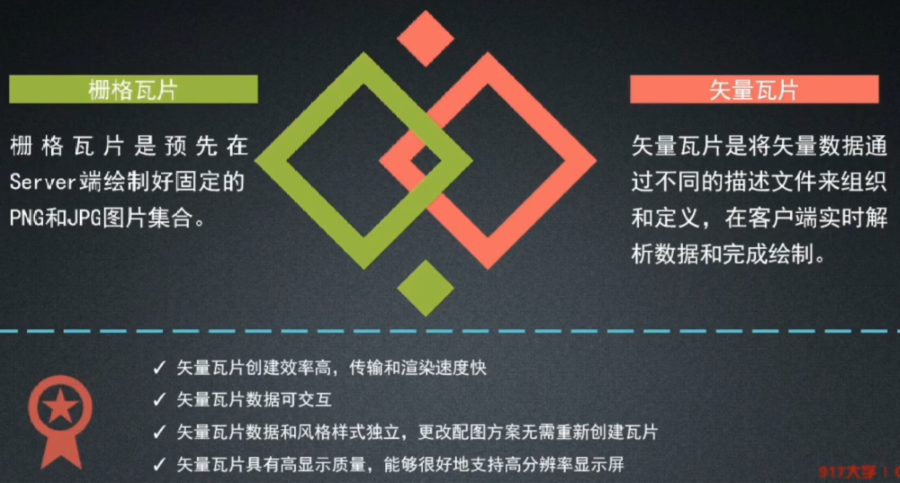 栅格瓦片
栅格瓦片是预先在
Server端绘制好固定的
PNG和JPG图片集合。
矢量瓦片
矢量瓦片是将矢量数据通
过不同的描述文件来组织
和定义，在客户端实时解
析数据和完成绘制。
✓ 矢量瓦片创建效率高，传输和渲染速度快
✓ 矢量瓦片数据可交互
✓ 矢量瓦片数据和风格样式独立，更改配图方案无需重新创建瓦片
✓ 矢量瓦片具有高显示质量，能够很好地支持高分辨率显示屏
917大学